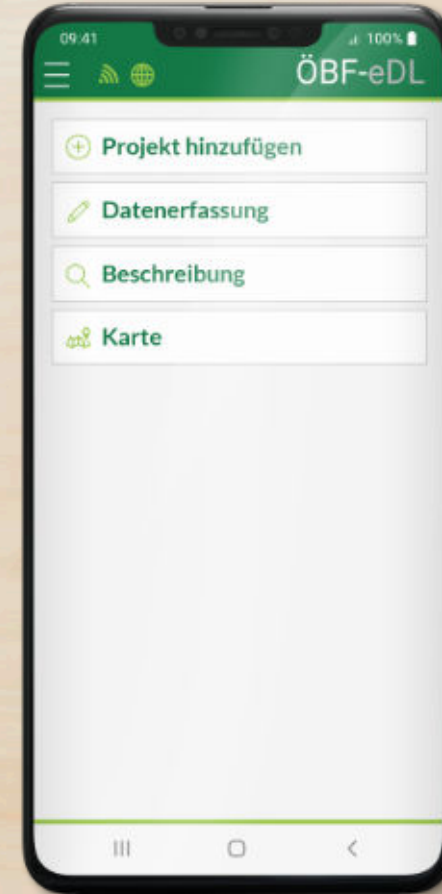 09:41
100%
ÖBF-eDL
Projekt hinzufügen
Datenerfassung
Beschreibung
Karte